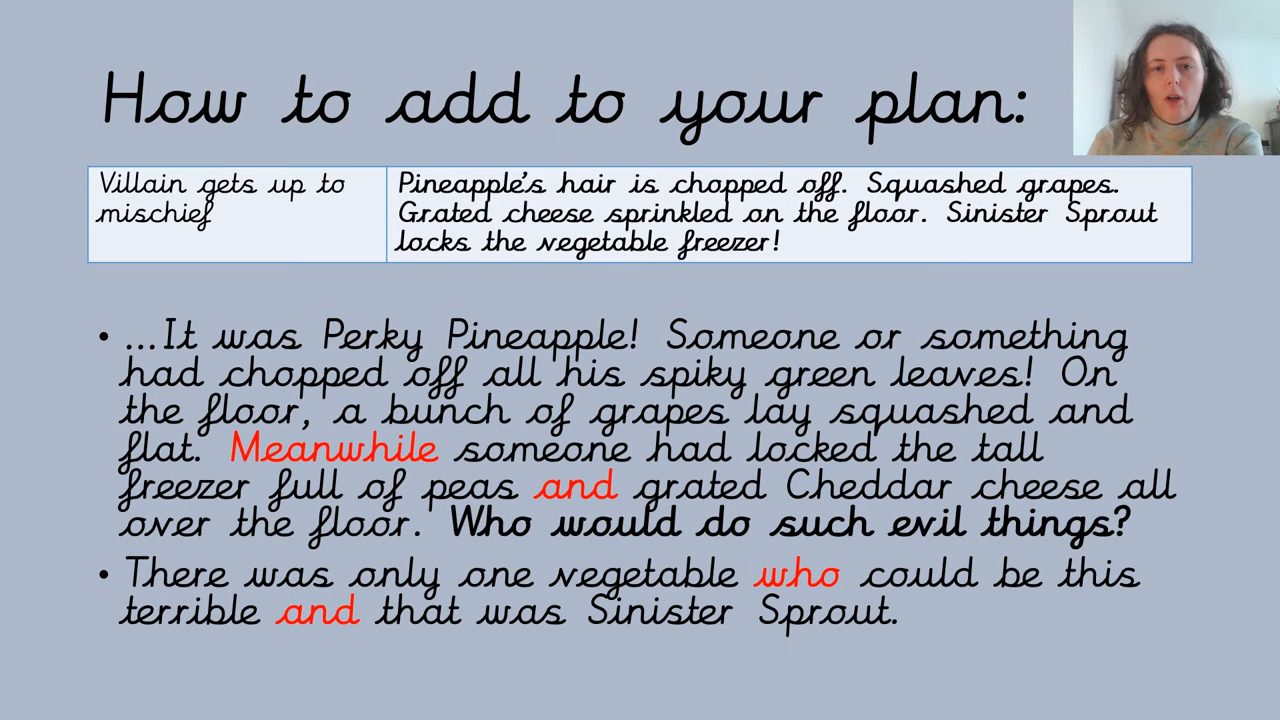 How to add to your plan:
Villain gets up to
mischief
Pineapple's hair is chopped off. Squashed grapes.
Grated cheese sprinkled on the floor. Sinister Sprout
locks the vegetable freezer!
• ...It was Perky Pineapple! Someone or something
had chopped off all his spiky green leaves! On
the floor, a bunch of grapes lay squashed and
flat. Meanwhile someone had locked the tall
freezer full of peas and grated Cheddar cheese all
over the floor. Who would do such evil things?
• There was only one vegetable who could be this
terrible and that was Sinister Sprout.